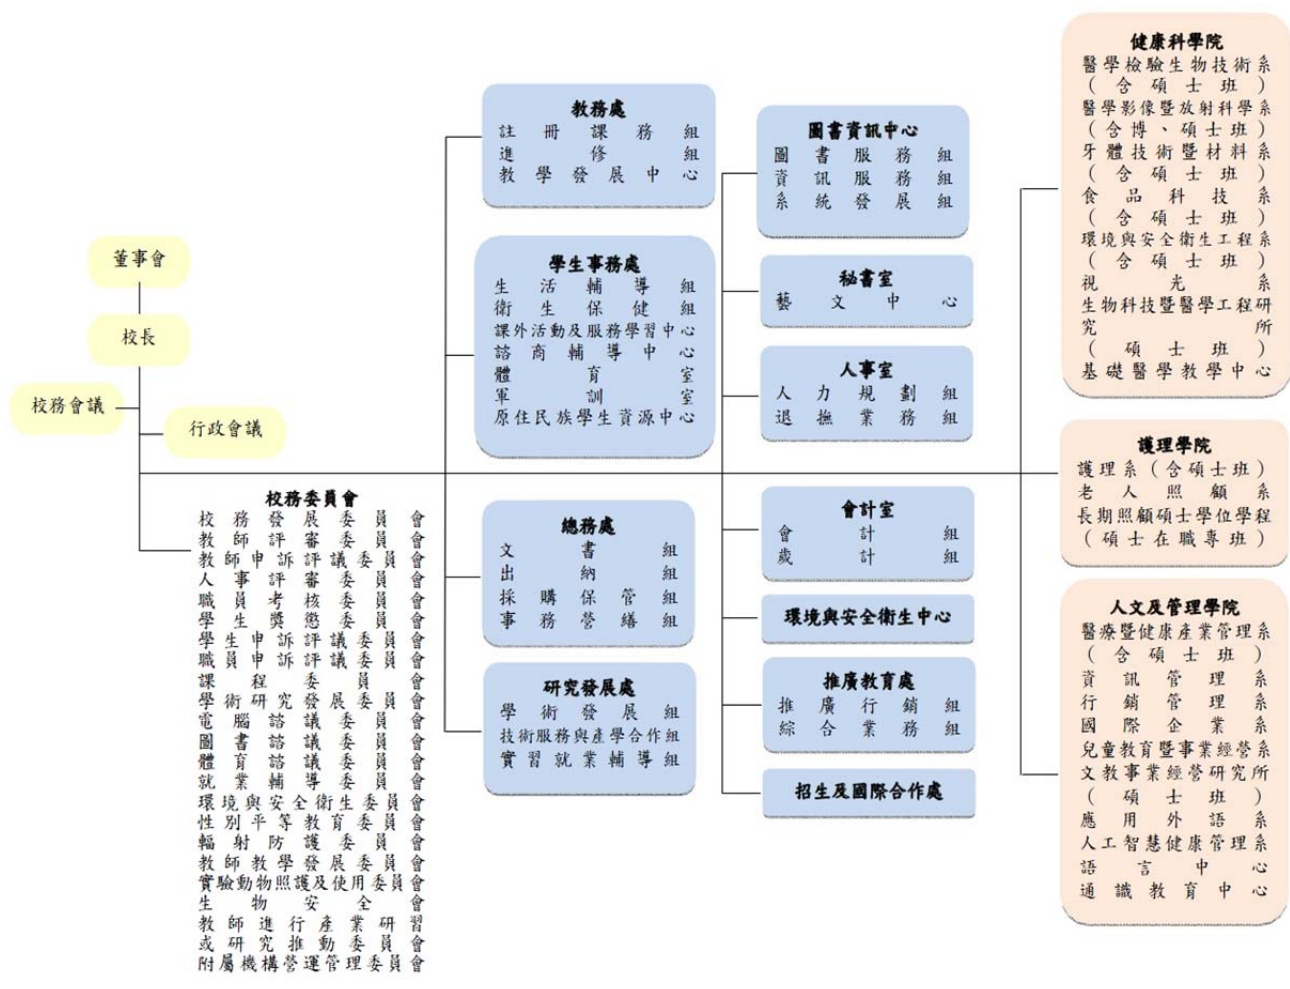 董事會
校長
校務會議
行政會議
校務委員會
校務發展委員會
教師評審委員會
教師申訴評議委員會
人事評審委員會
職員考核委員會
學生獎懲委員會
學生申訴評議委員會
職員申訴評議委員會
課程委員會
學術研究發展委員會
電腦諮議委員會
圖書諮議委員會
體育諮議委員會
就業輔導委員會
環境與安全衛生委員會
性別平等教育委員會
輻射防護委員會
教師教學發展委員會
實驗動物照護及使用委員會
生物安全會
教師進行產業研習
或研究推動委員會
附屬機構營運管理委員會
教務處
註冊課務組
進修組
教學發展中心
學生事務處
生活輔導組
衛生保健組
課外活動及服務學習中心
諮商輔導中心
體育室
軍訓室
原住民族學生資源中心
總務處
文書組
出納組
採購保管組
事務營繕組
研究發展處
學術發展組
技術服務與產學合作組
實習就業輔導組
圖書資訊中心
圖書服務組
資訊服務組
系統發展組
秘書室
藝文中心
人事室
人力規劃組
退撫業務組
會計室
會計組
歲計組
環境與安全衛生中心
推廣教育處
推廣行銷組
綜合業務組
招生及國際合作處
健康科學院
醫學檢驗生物技術系
(含碩士班)
醫學影像暨放射科學系
(含博、碩士班)
牙體技術暨材料系
(含碩士班)
食品科技系
(含碩士班)
環境與安全衛生工程系
(含碩士班)
視光系
生物科技暨醫學工程研
究所
(碩士班)
基礎醫學教學中心
護理學院
護理系(含碩士班)
老人照顧系
長期照顧碩士學位學程
(碩士在職專班)
人文及管理學院
醫療暨健康產業管理系
(含碩士班)
資訊管理系
行銷管理系
國際企業系
兒童教育暨事業經營系
文教事業經營研究所
(碩士班)
應用外語系
人工智慧健康管理系
語言中心
通識教育中心